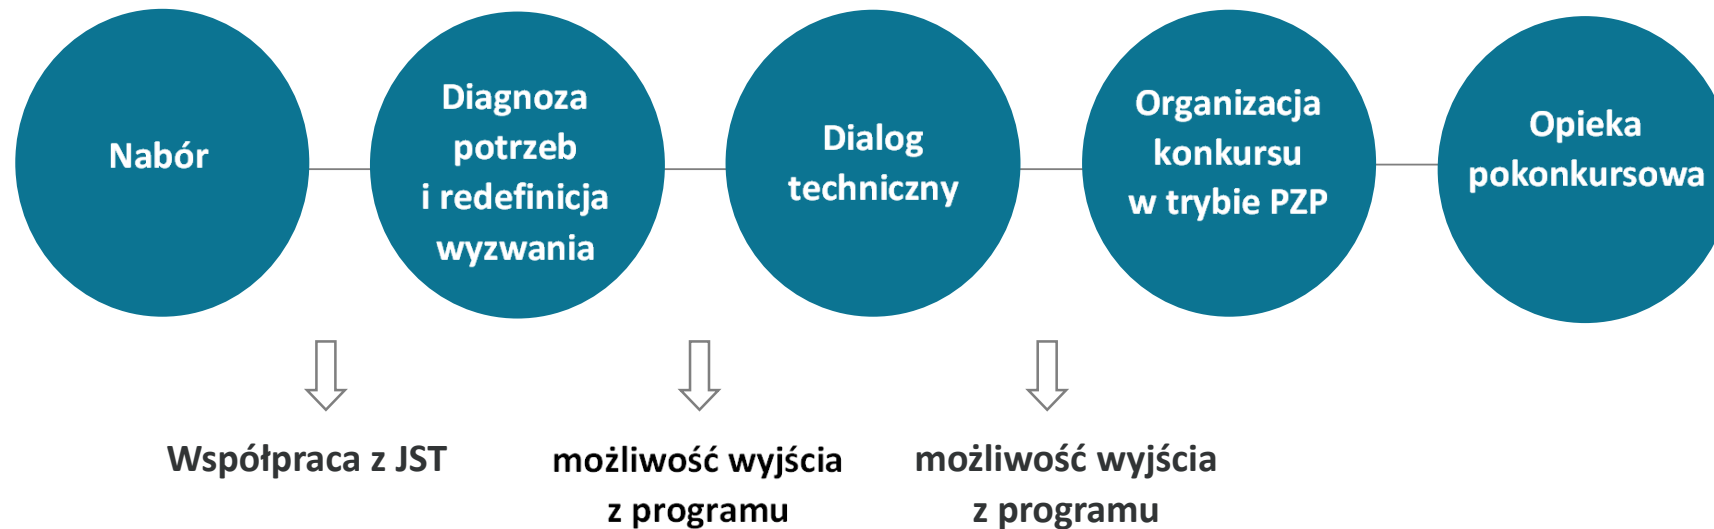 Nabór
Diagnoza
potrzeb
i redefinicja
wyzwania
Dialog
techniczny
Organizacja
konkursu
w trybie PZP
Opieka
pokonkursowa
Współpraca z JST
możliwość wyjścia
z programu
możliwość wyjścia
z programu